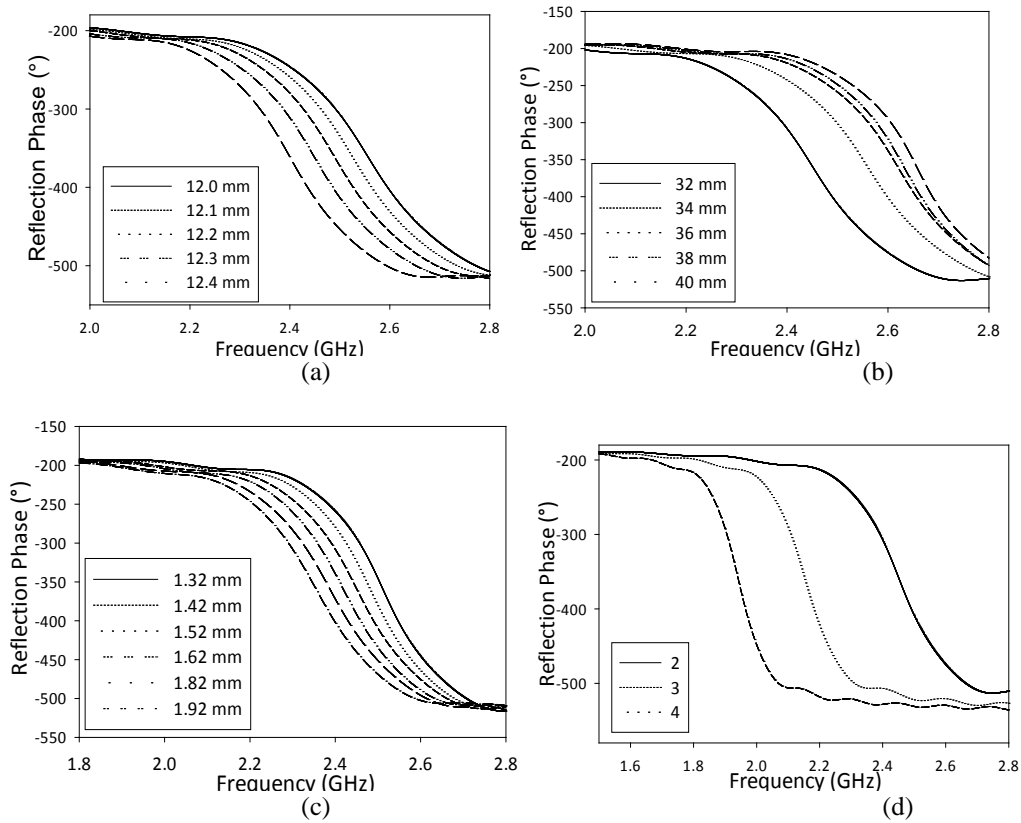 -150
-200
-300
-400
-500
Reflection Phase (°)
12.0 mm
12.1 mm
12.2 mm
12.3 mm
12.4 mm
2.0 2.2 2.4 2.6 2.8
Frequency (GHz)
(a)
-150
-200
-250
-300
-350
-400
-450
-500
-550
Reflection Phase (°)
32 mm
34 mm
36 mm
38 mm
40 mm
2.0 2.2 2.4 2.6 2.8
Frequency (GHz)
(b)
-150
-200
-250
-300
-350
-400
-450
-500
-550
Reflection Phase (°)
1.32 mm
1.42 mm
1.52 mm
1.62 mm
1.82 mm
1.92 mm
1.8 2.0 2.2 2.4 2.6 2.8
Frequency (GHz)
(c)
-200
-300
-400
-500
Reflection Phase (°)
2
3
4
1.6 1.8 2.0 2.2 2.4 2.6 2.8
Frequency (GHz)
(d)